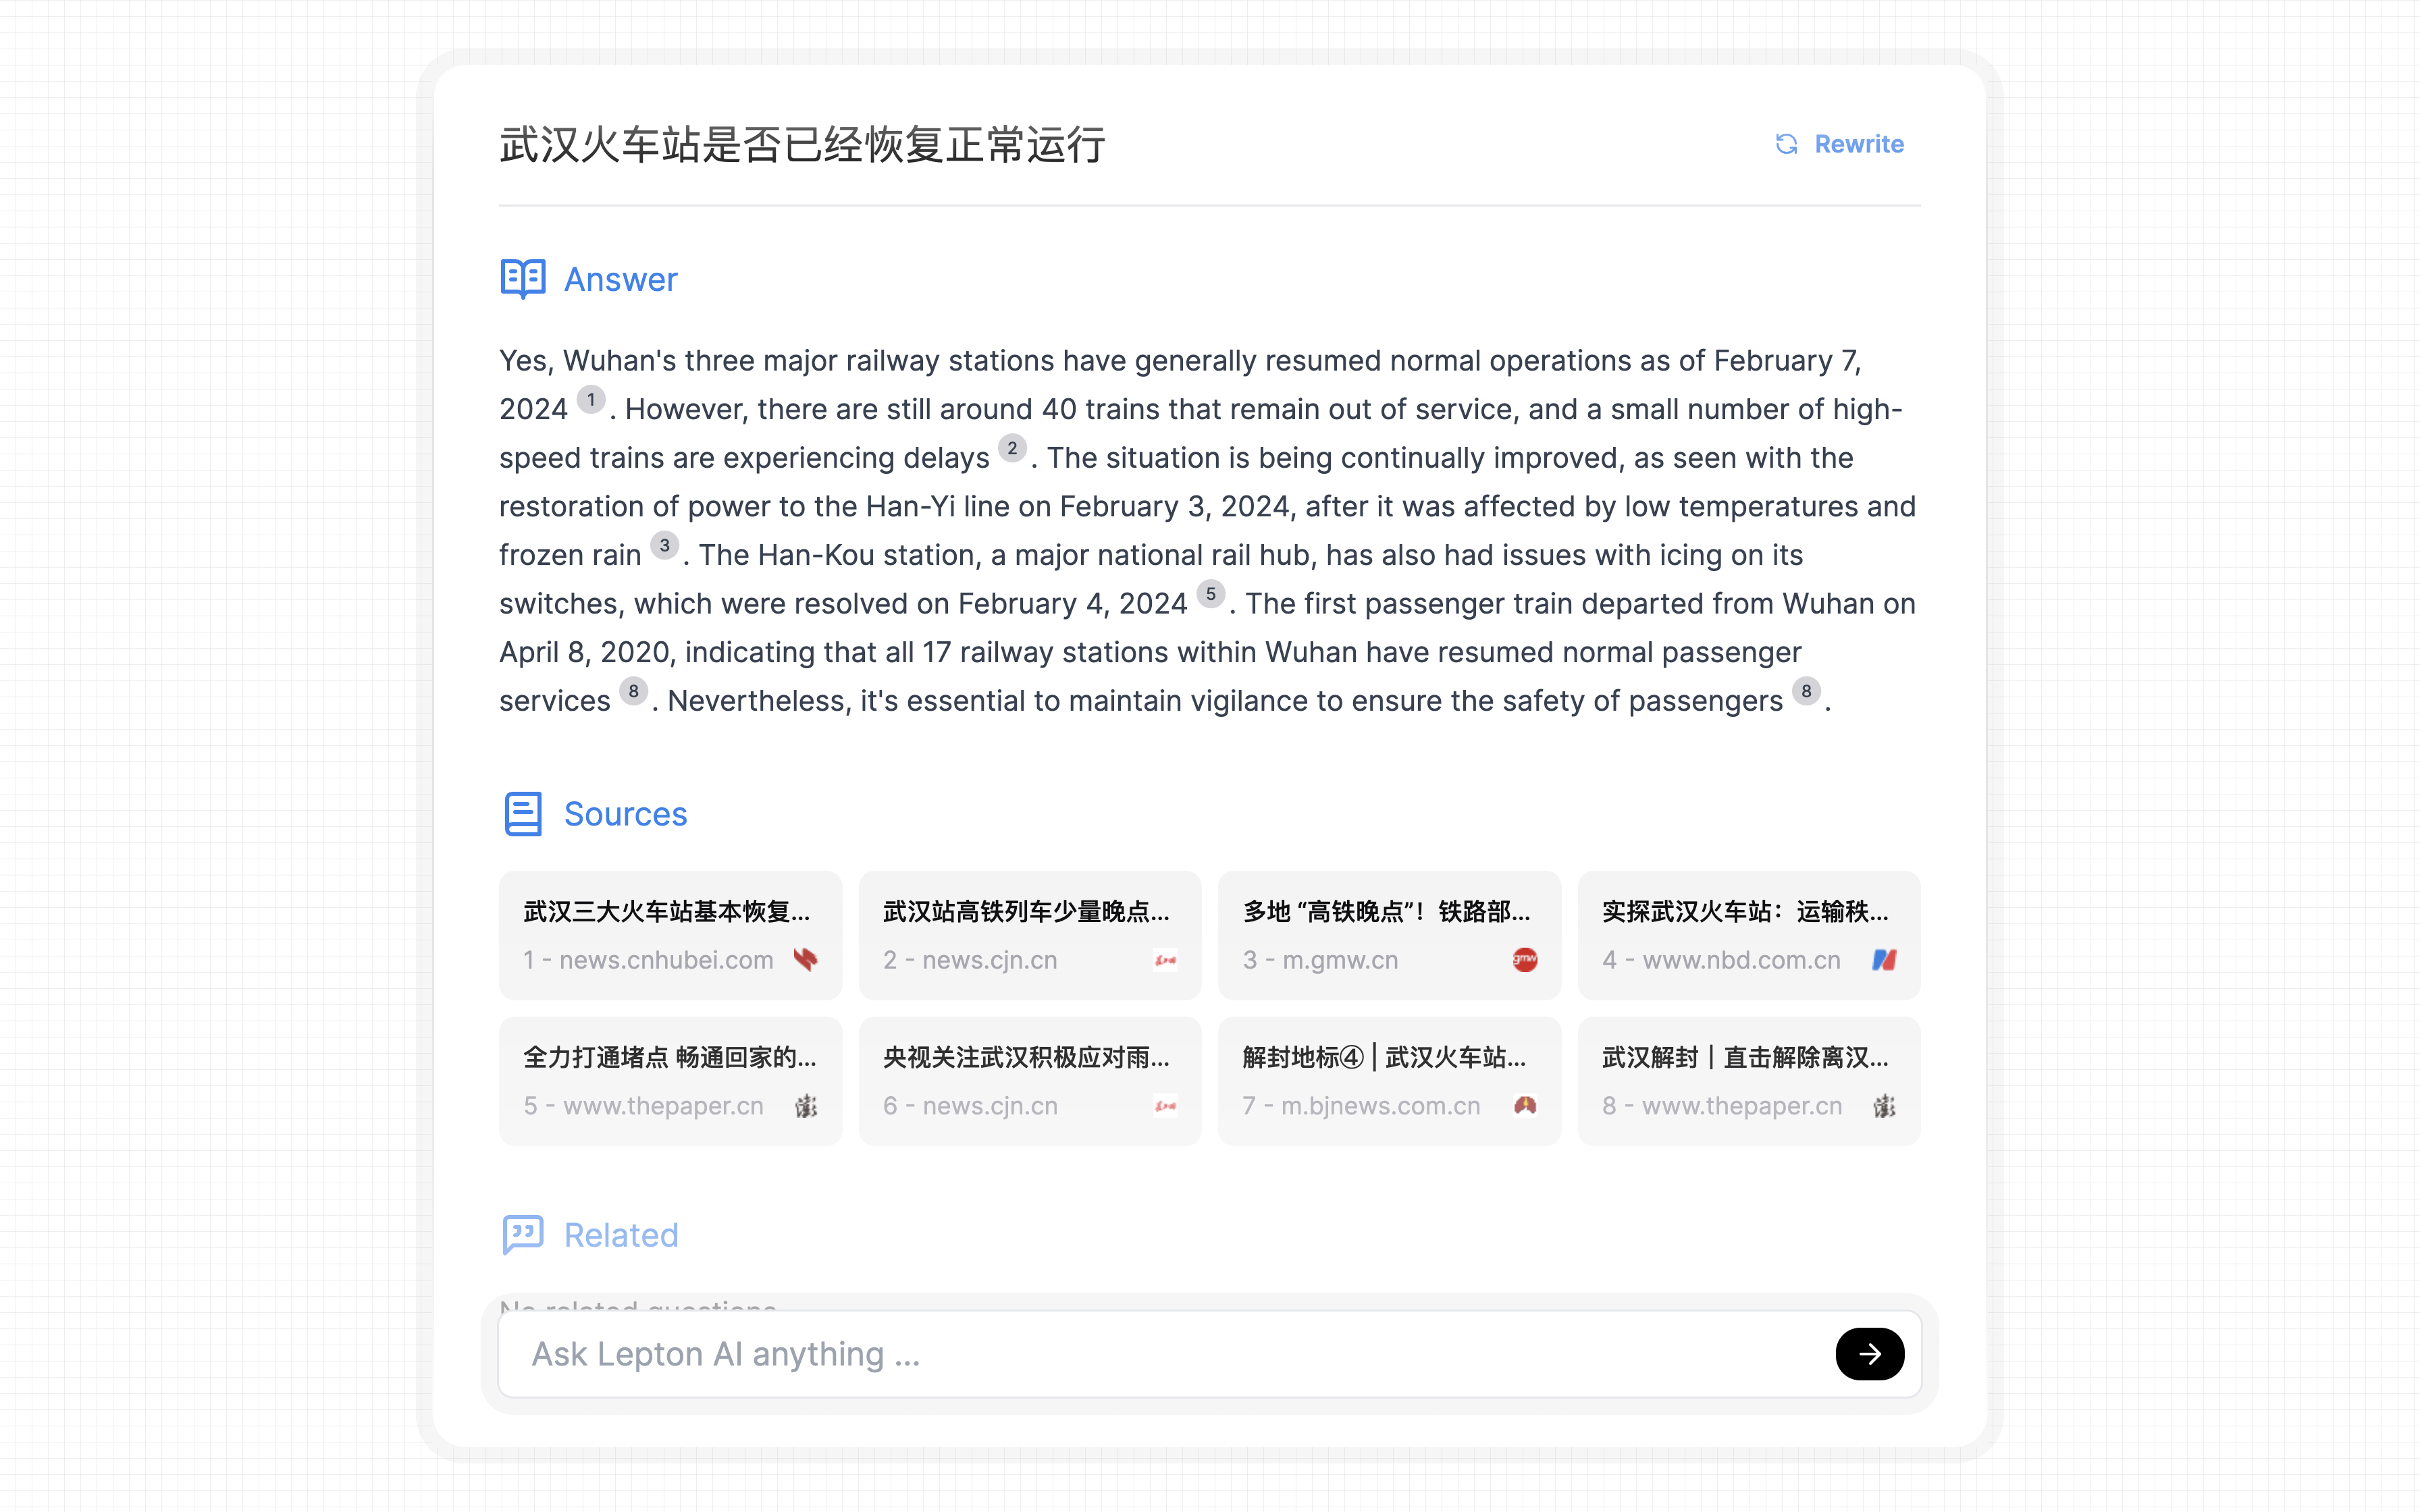 武汉火车站是否已经恢复正常运行
Rewrite
Answer
Yes, Wuhan's three major railway stations have generally resumed normal operations as of February 7,
2024 1 . However, there are still around 40 trains that remain out of service, and a small number of high-
speed trains are experiencing delays 2 . The situation is being continually improved, as seen with the
restoration of power to the Han-Yi line on February 3, 2024, after it was affected by low temperatures and
frozen rain 3 . The Han-Kou station, a major national rail hub, has also had issues with icing on its
switches, which were resolved on February 4, 2024 5 . The first passenger train departed from Wuhan on
April 8, 2020, indicating that all 17 railway stations within Wuhan have resumed normal passenger
services 8 . Nevertheless, it's essential to maintain vigilance to ensure the safety of passengers 8 .
Sources
武汉三大火车站基本恢复...
1 - news.cnhubei.com
武汉站高铁列车少量晚点...
2 - news.cjn.cn
多地 “高铁晚点”！铁路部...
3 - m.gmw.cn
gmw
实探武汉火车站：运输秩...
4 - www.nbd.com.cn
全力打通堵点 畅通回家的...
5 - www.thepaper.cn
澎
央视关注武汉积极应对雨...
6 - news.cjn.cn
解封地标④ | 武汉火车站...
7 - m.bjnews.com.cn
武汉解封｜直击解除离汉...
8 - www.thepaper.cn
澎
Related
No related questions
Ask Lepton AI anything ...